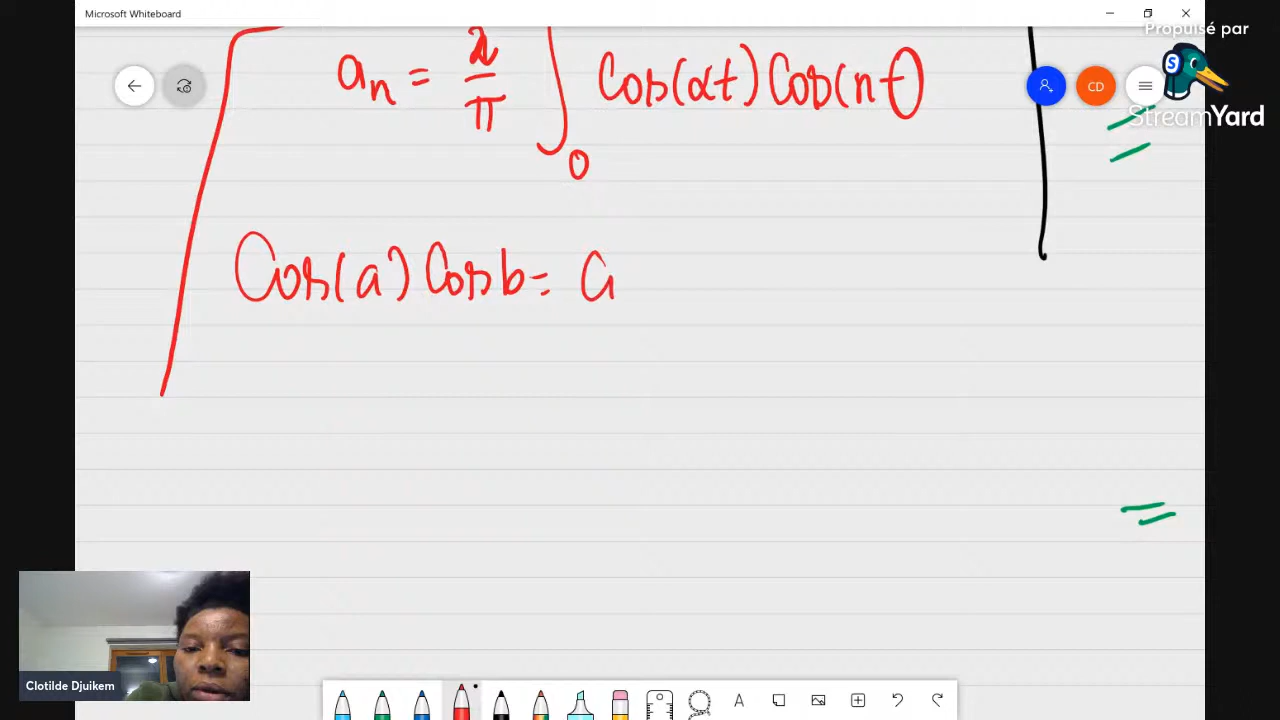 Microsoft Whiteboard
Propulsé par
StreamYard
CD
S
aₙ = 2/π ∫₀ Cos(αt) Cos(nt)
Cos(a) Cos b = C
Clotilde Djuikem
A